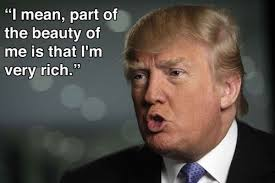 “I mean, part of
the beauty of
me is that I'm
very rich.”